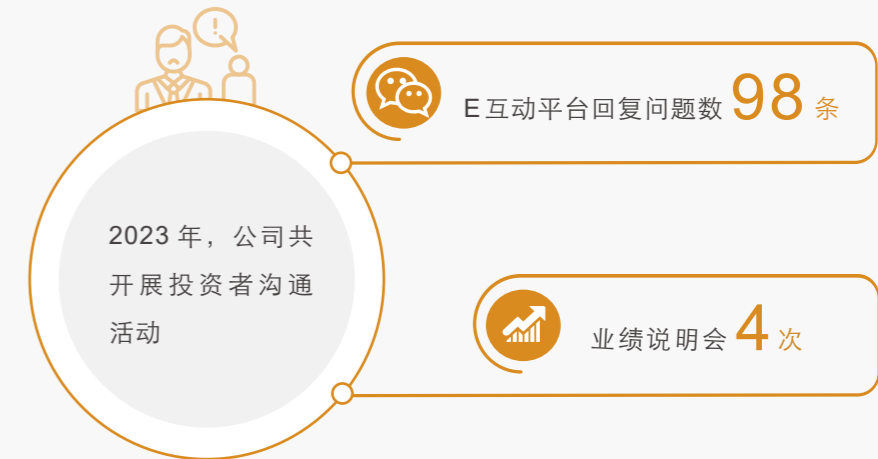 2023 年，公司共
开展投资者沟通
活动
E互动平台回复问题数 98 条
业绩说明会 4 次